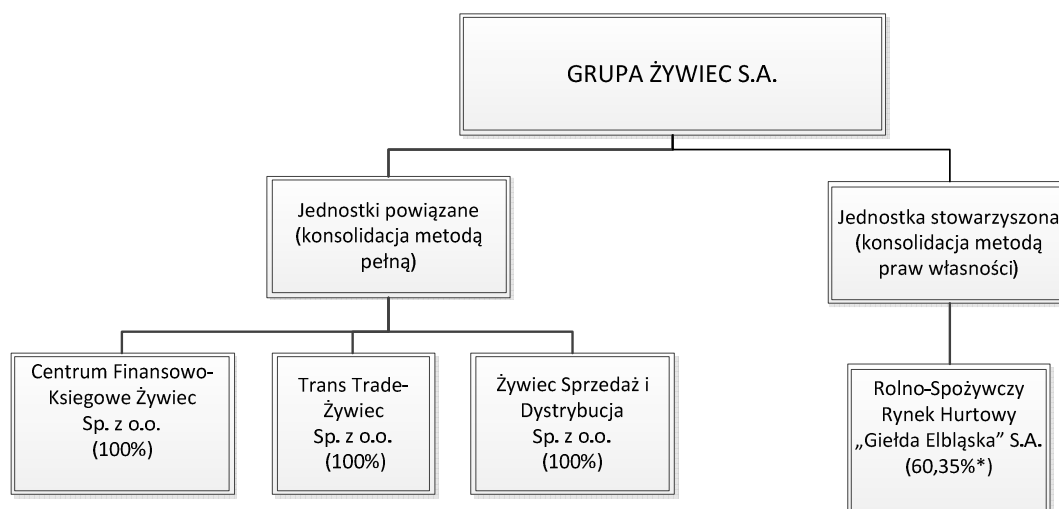 GRUPA ŻYWIEC S.A.
Jednostki powiązane
(konsolidacja metodą
pełną)
Jednostka stowarzyszona
(konsolidacja metodą
praw własności)
Centrum Finansowo-
Ksiegowe Żywiec
Sp. z o.o.
(100%)
Trans Trade-
Żywiec
Sp. z o.o.
(100%)
Żywiec Sprzedaż i
Dystrybucja
Sp. z o.o.
(100%)
Rolno-Spożywczy
Rynek Hurtowy
„Giełda Elbląska” S.A.
(60,35%*)